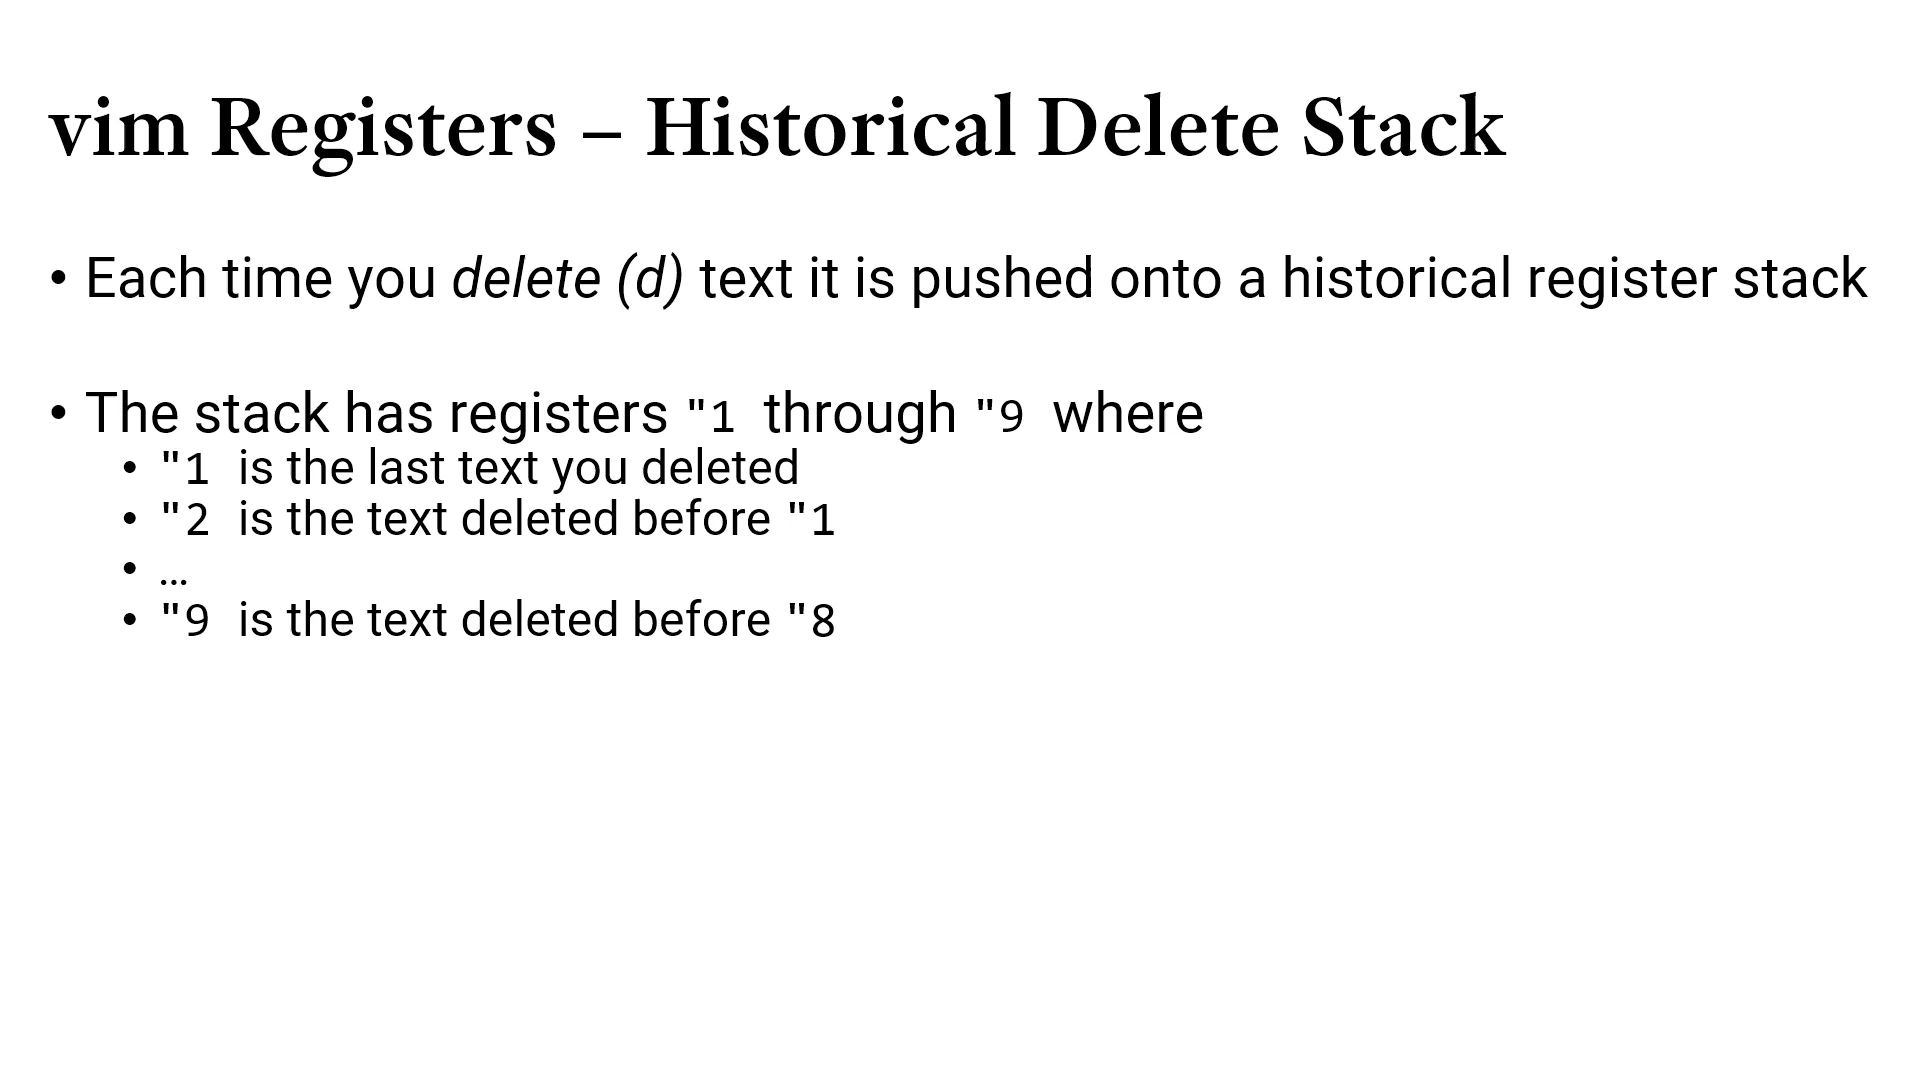 vim Registers – Historical Delete Stack
• Each time you delete (d) text it is pushed onto a historical register stack
• The stack has registers "1 through "9 where
• "1 is the last text you deleted
• "2 is the text deleted before "1
• …
• "9 is the text deleted before "8